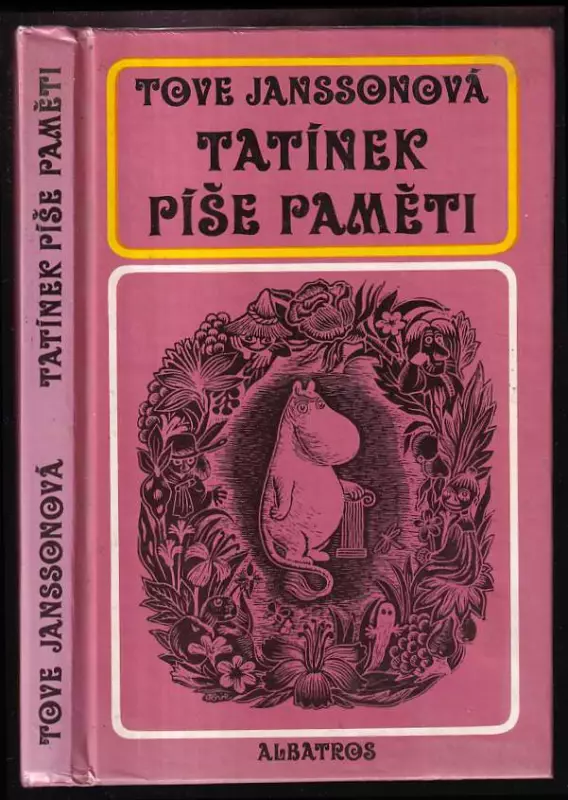 TATÍNEK PÍŠE PAMĚTI
TOVE JANSSONOVÁ
TOVE JANSSONOVÁ
TATÍNEK
PÍŠE PAMĚTI
ALBATROS